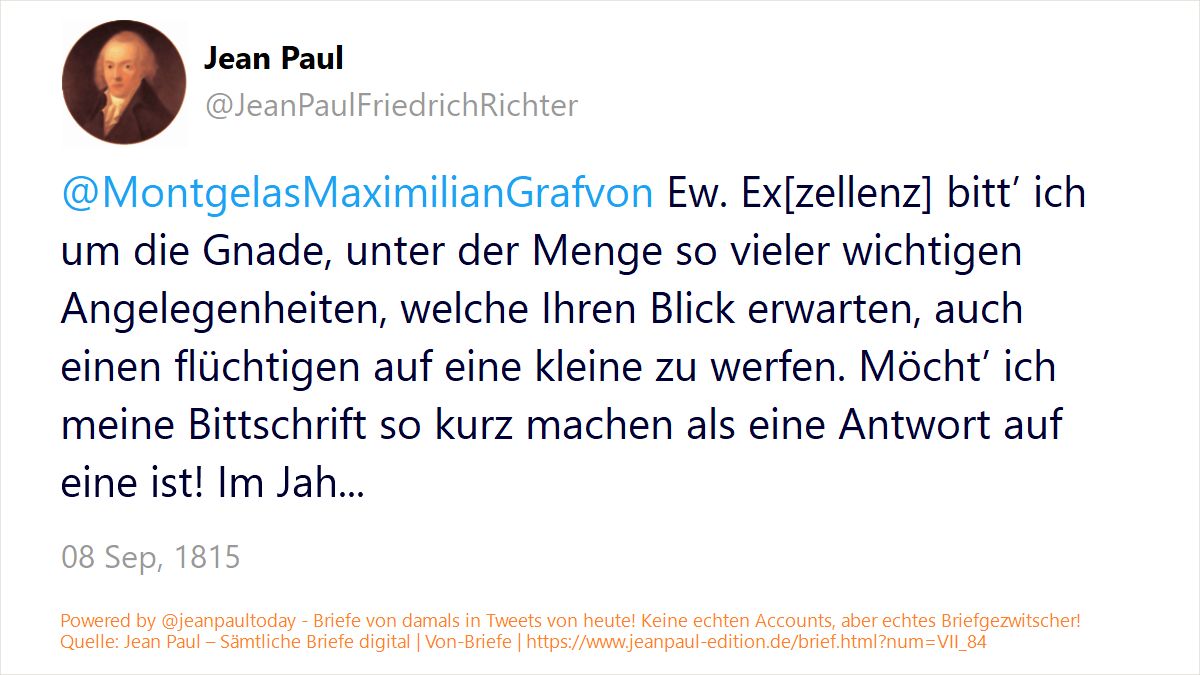 Jean Paul
@JeanPaulFriedrichRichter
@MontgelasMaximilianGrafvon Ew. Ex[zellenz] bitt’ ich
um die Gnade, unter der Menge so vieler wichtigen
Angelegenheiten, welche Ihren Blick erwarten, auch
einen flüchtigen auf eine kleine zu werfen. Möcht’ ich
meine Bittschrift so kurz machen als eine Antwort auf
eine ist! Im Jah...
08 Sep, 1815
Powered by @jeanpaultoday - Briefe von damals in Tweets von heute! Keine echten Accounts, aber echtes Briefgezwitscher!
Quelle: Jean Paul – Sämtliche Briefe digital | Von-Briefe | https://www.jeanpaul-edition.de/brief.html?num=VII_84